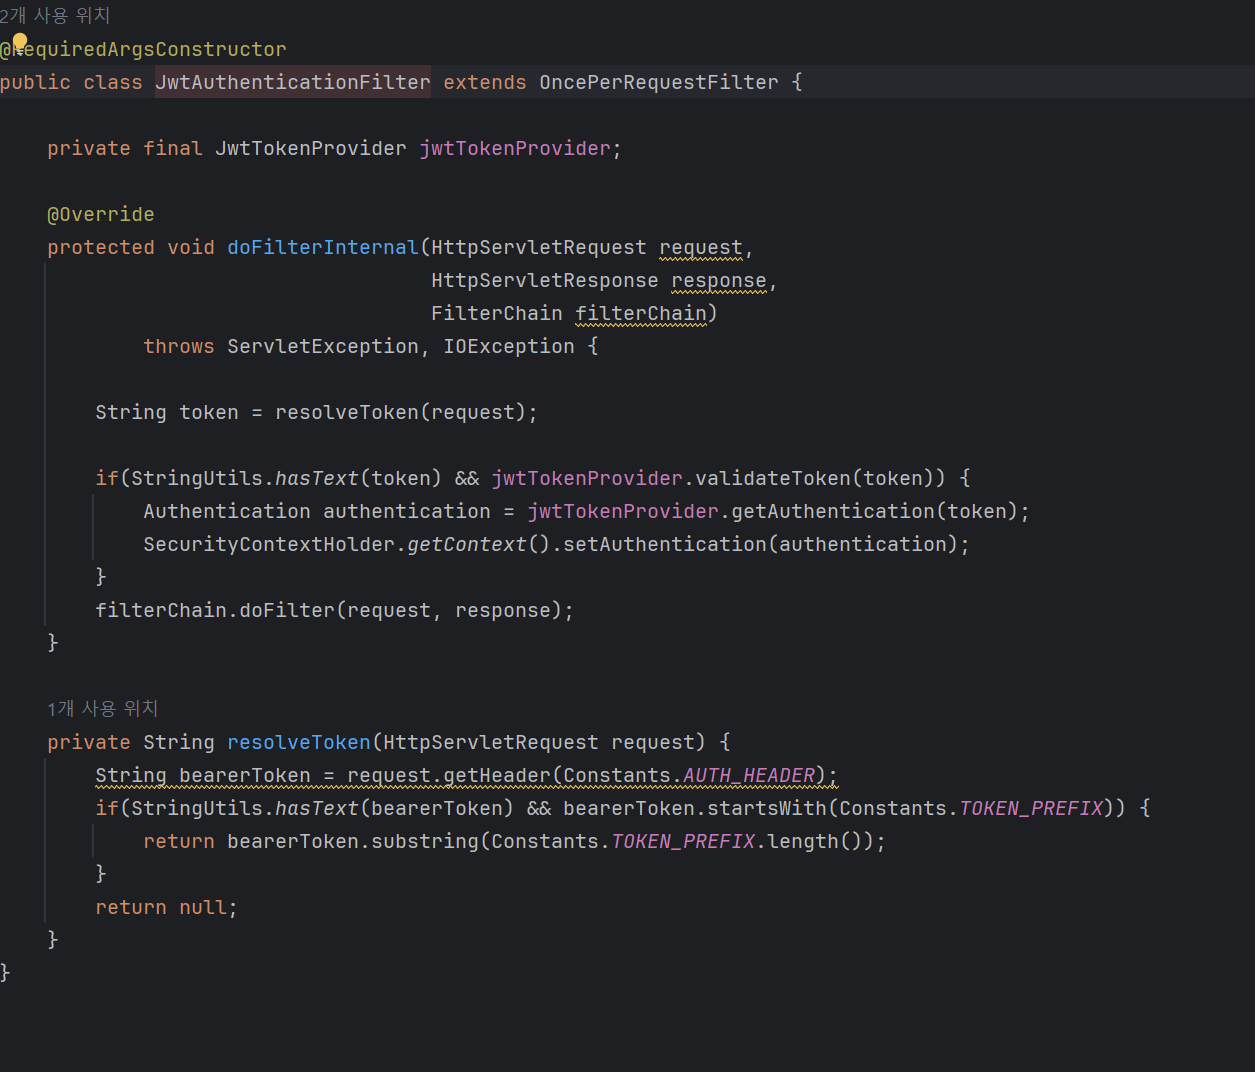 2개 사용 위치
@RequiredArgsConstructor
public class JwtAuthenticationFilter extends OncePerRequestFilter {
private final JwtTokenProvider jwtTokenProvider;
@Override
protected void doFilterInternal(HttpServletRequest request,
HttpServletResponse response,
FilterChain filterChain)
throws ServletException, IOException {
String token = resolveToken(request);
if(StringUtils.hasText(token) && jwtTokenProvider.validateToken(token)) {
Authentication authentication = jwtTokenProvider.getAuthentication(token);
SecurityContextHolder.getContext().setAuthentication(authentication);
}
filterChain.doFilter(request, response);
}
1개 사용 위치
private String resolveToken(HttpServletRequest request) {
String bearerToken = request.getHeader(Constants.AUTH_HEADER);
if(StringUtils.hasText(bearerToken) && bearerToken.startsWith(Constants.TOKEN_PREFIX)) {
return bearerToken.substring(Constants.TOKEN_PREFIX.length());
}
return null;
}
}